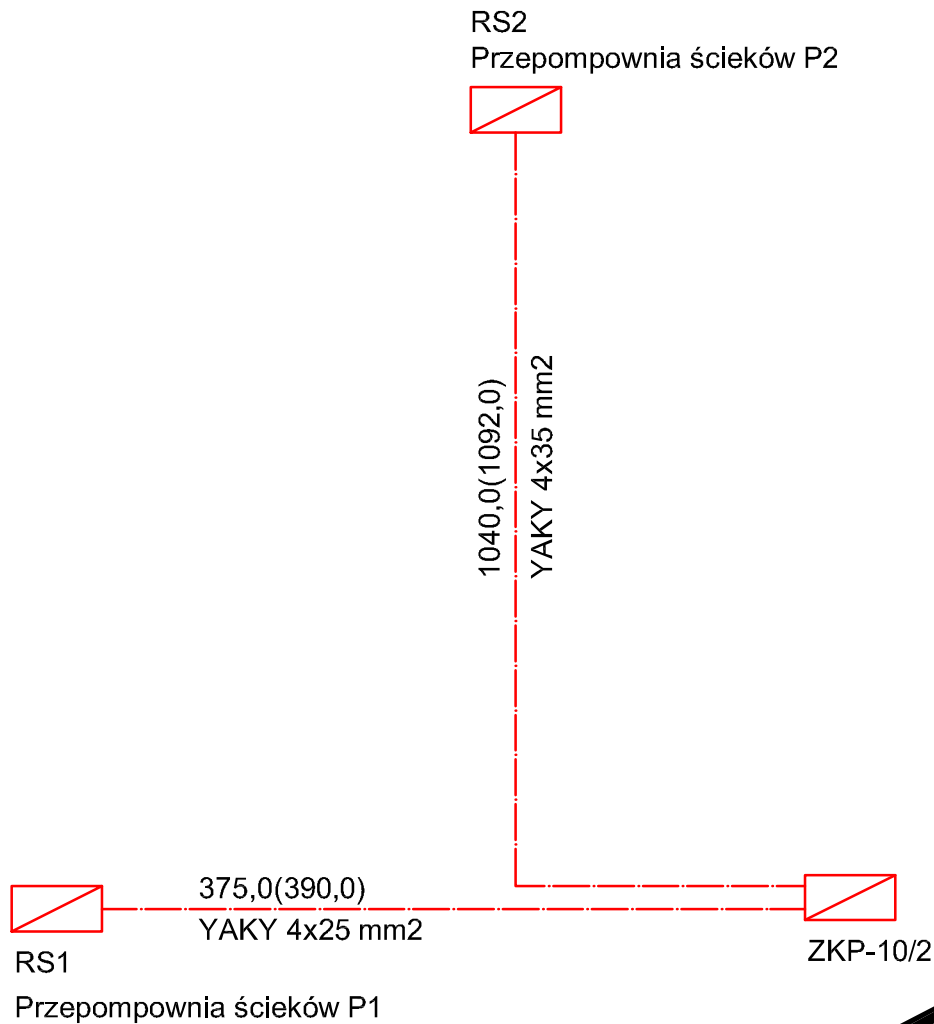 RS2
Przepompownia ścieków P2
1040,0(1092,0)
YAKY 4x35 mm2
375,0(390,0)
YAKY 4x25 mm2
RS1
Przepompownia ścieków P1
ZKP-10/2